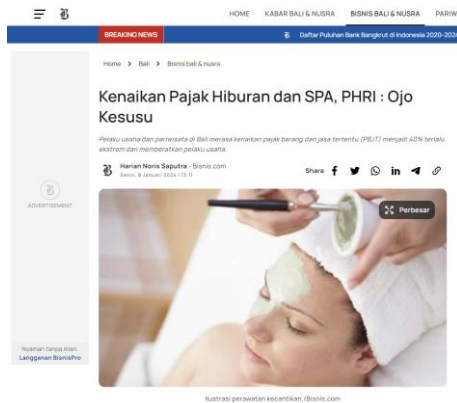 HOME KABAR BALI & NUSRA BISNIS BALI & NUSRA PARIW
BREAKING NEWS Daftar Puluhan Bank Bangkrut di Indonesia 2020-2024
Home > Bali > Bisnis bali & nusra
Kenaikan Pajak Hiburan dan SPA, PHRI : Ojo
Kesusu
Pelaku usaha dan pariwisata di Bali merasa kenaikan pajak barang dan jasa tertentu (PBJT) menjadi 40% terlalu
ekstrem dan memberatkan pelaku usaha.
Harian Noris Saputra - Bisnis.com
Senin, 8 Januari 2024 | 15:11
Share
ADVERTISEMENT
Perbesar
Nyaman tanpa iklan.
Langganan BisnisPro
Ilustrasi perawatan kecantikan./Bisnis.com